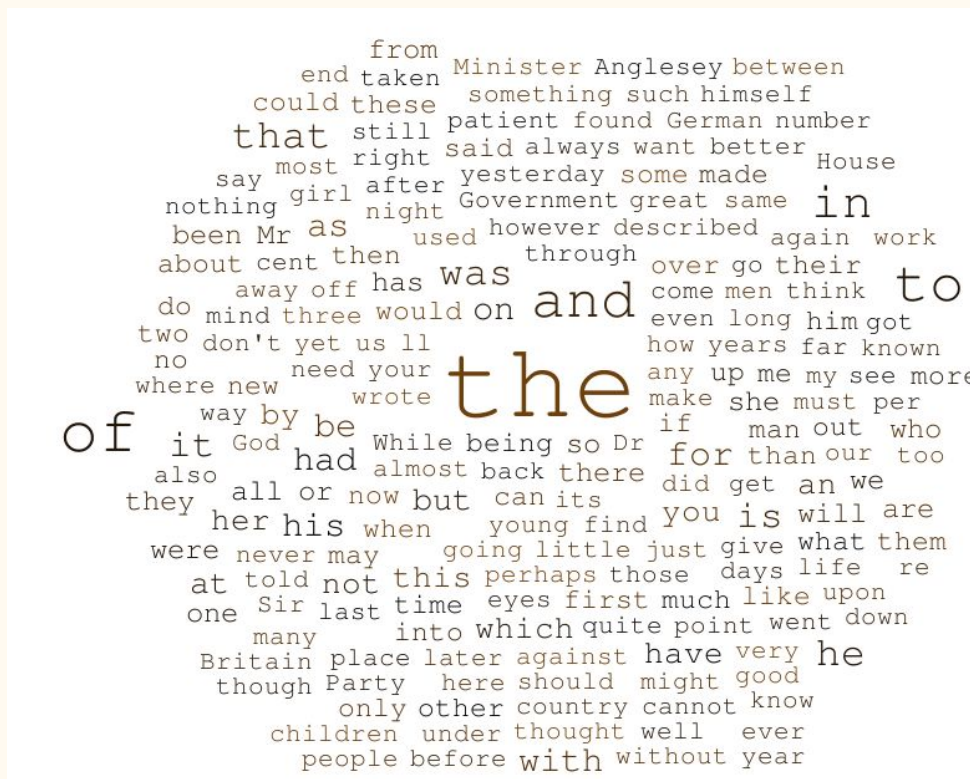 from
end taken Minister Anglesey between
could these something such himself
that still patient found German number
most right said always want better House
say girl after yesterday some made
nothing night Government great same in
been Mr as used however described again work
about cent then through over go their
away off has was and come men think to
do mind three would on even long him got
two don't yet us ll how years far known
no need your the any up me my see more
where new wrote make she must per
way by be if man out who
of it God had While being so Dr for than our too
also almost back there did get an we
they all or now but can its you is will are
her his when young find
were never may going little just give what them
at told not this perhaps those days life re
one Sir last time eyes first much like upon
many into which quite point went down
Britain place later against have very he
though Party here should might good
only other country cannot know
children under thought well ever
people before with without year